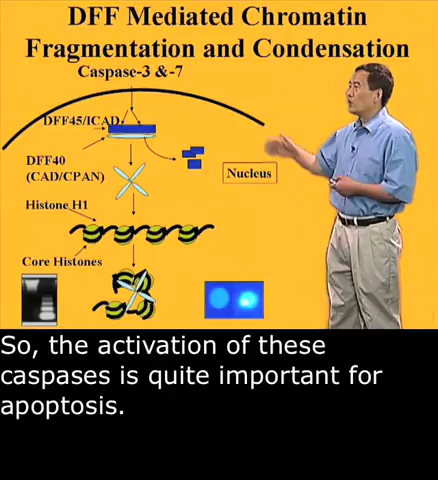 DFF Mediated Chromatin
Fragmentation and Condensation
Caspase-3 &-7
DFF45/ICAD
DFF40
(CAD/CPAN)
Nucleus
Histone H1
Core Histones
So, the activation of these
caspases is quite important for
apoptosis.